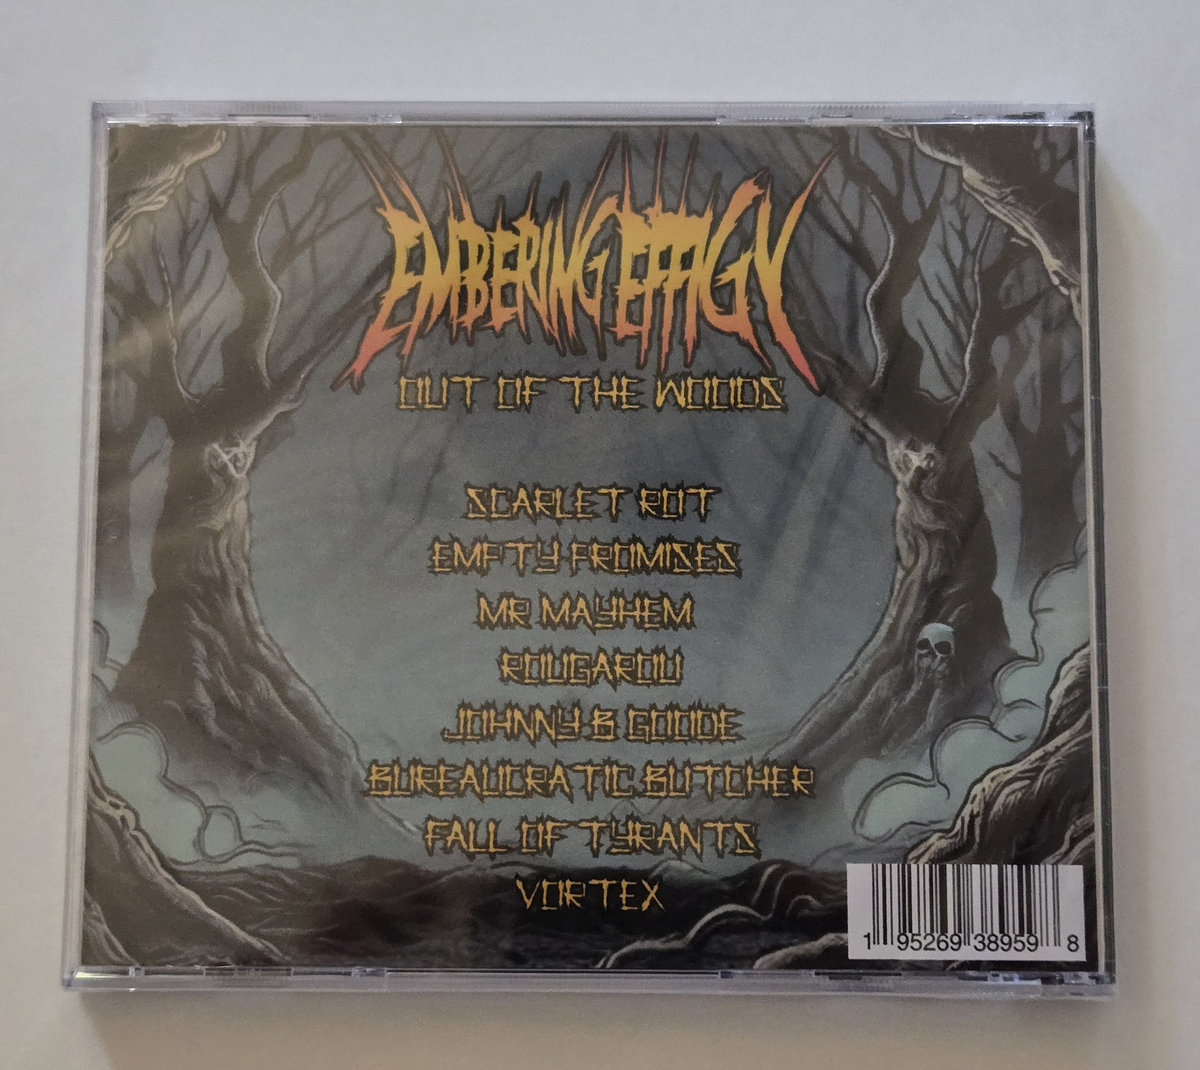 EMBERING EFFIGY
OUT OF THE WOODS
SCARLET ROT
EMPTY PROMISES
MR MAYHEM
ROUGAROU
JOHNNY B GOODE
BUREAUCRATIC BUTCHER
FALL OF TYRANTS
VORTEX
1 95269 38959 8